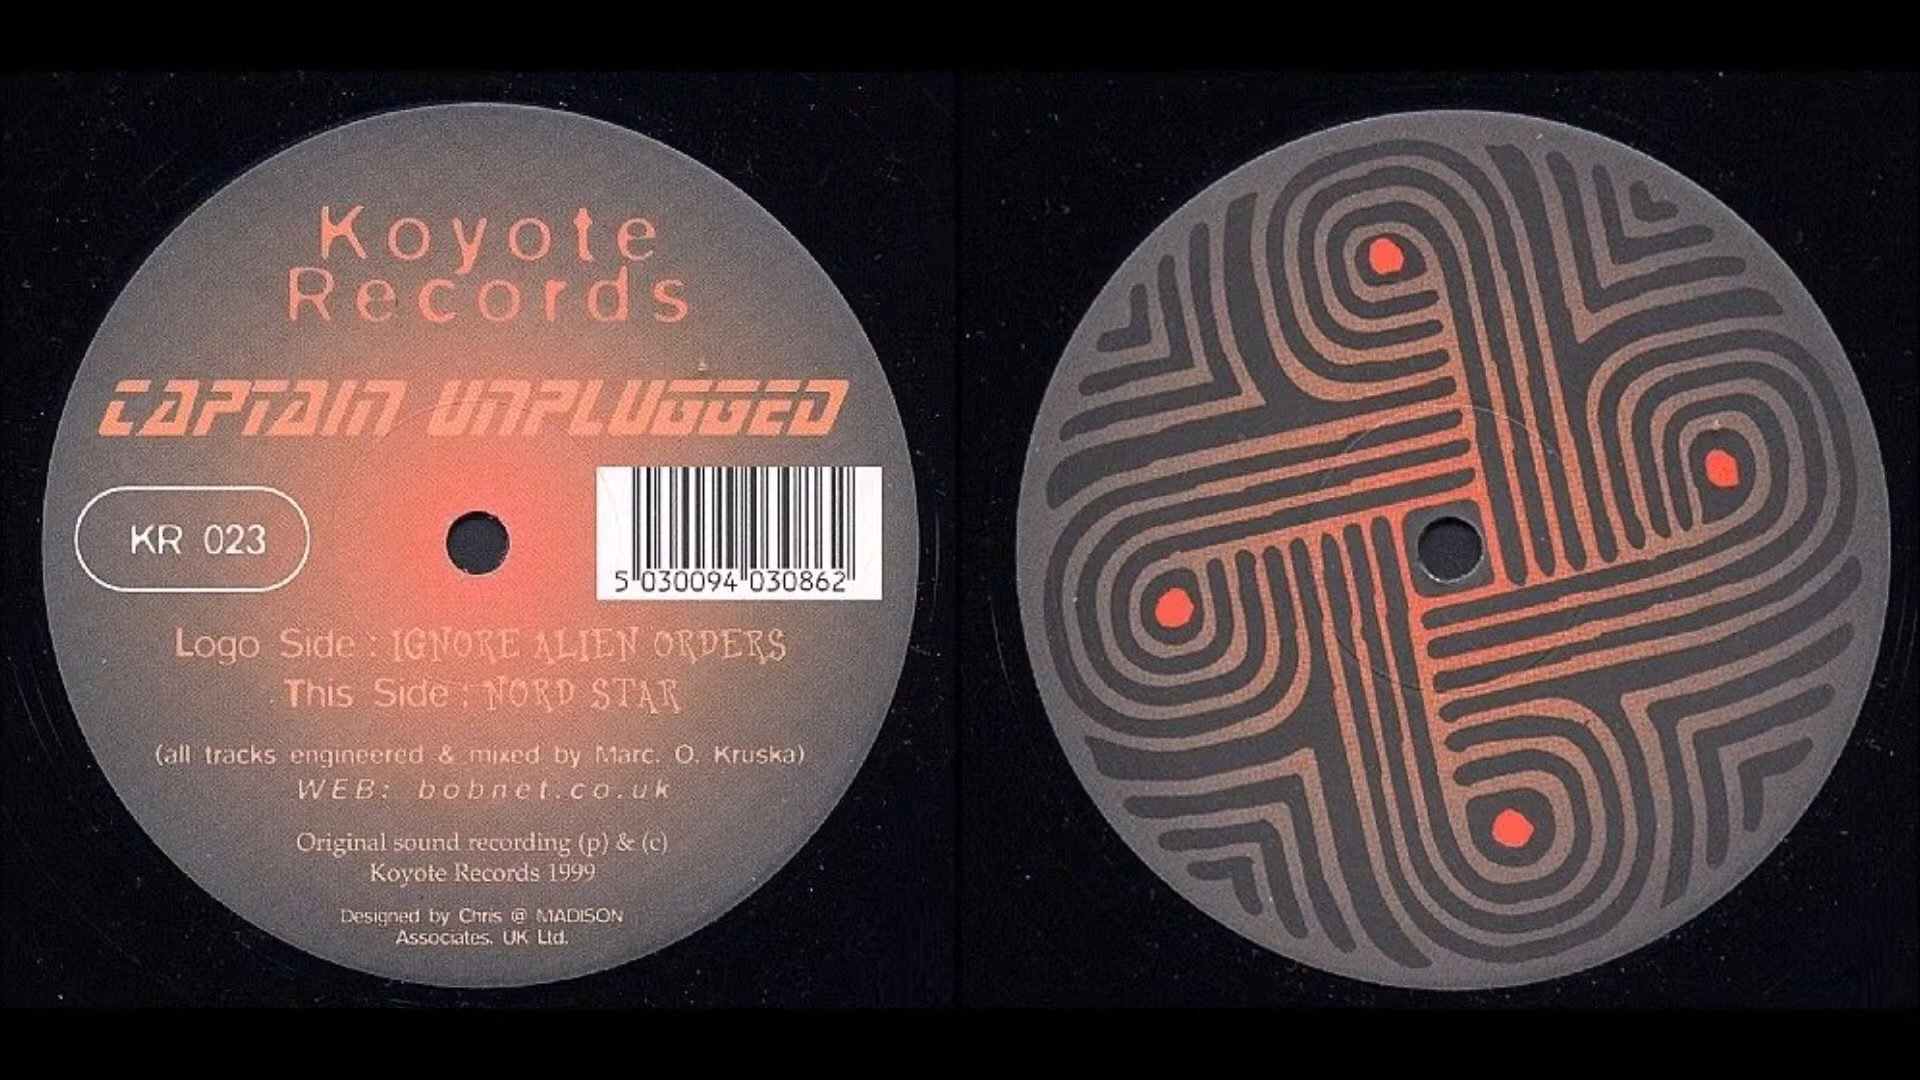 Koyote
Records
CAPTAIN UNPLUGGED
KR 023
5 030094 030862
Logo Side : IGNORE ALIEN ORDERS
This Side : NORD STAR
(all tracks engineered & mixed by Marc. O. Kruska)
WEB: bobnet.co.uk
Original sound recording (p) & (c)
Koyote Records 1999
Designed by Chris @ MADISON
Associates. UK Ltd.